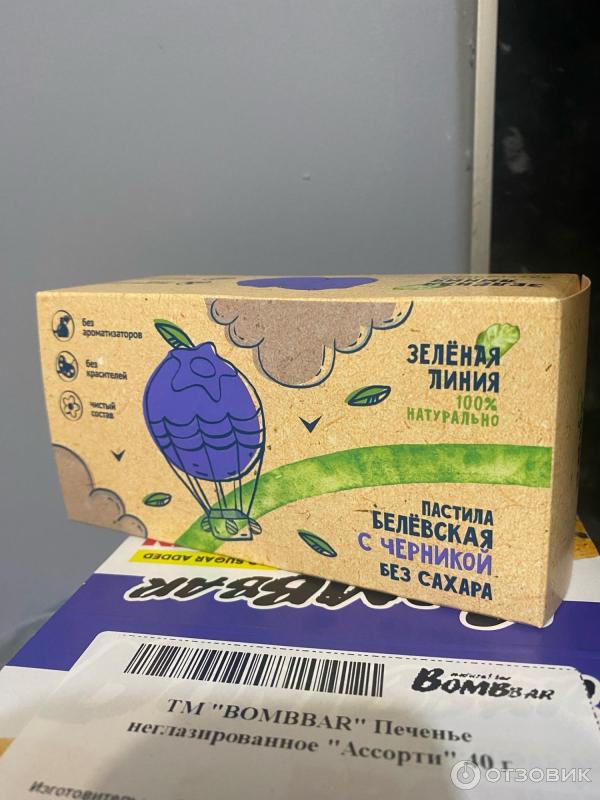 ЗЕЛЁНАЯ
без
ароматизаторов
без
красителей
чистый
состав
ЗЕЛЁНАЯ
ЛИНИЯ
100%
НАТУРАЛЬНО
ПАСТИЛА
БЕЛЁВСКАЯ
С ЧЕРНИКОЙ
БЕЗ САХАРА
SUGAR ADDED
BOMBBAR
BOMBBAR
ТМ "BOMBBAR" Печенье
неглазированное "Ассорти" 40 г
ОТЗОВИК